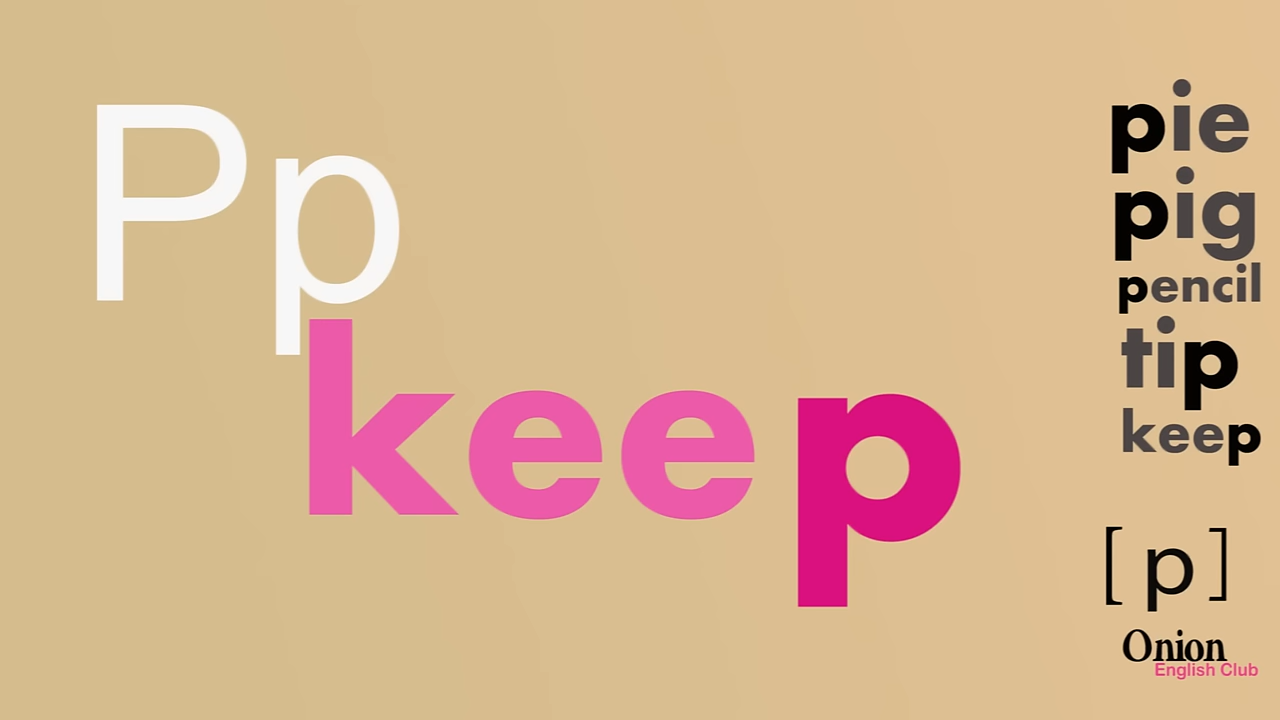 Pp
keep
pie
pig
pencil
tip
keep
[p]
Onion
English Club